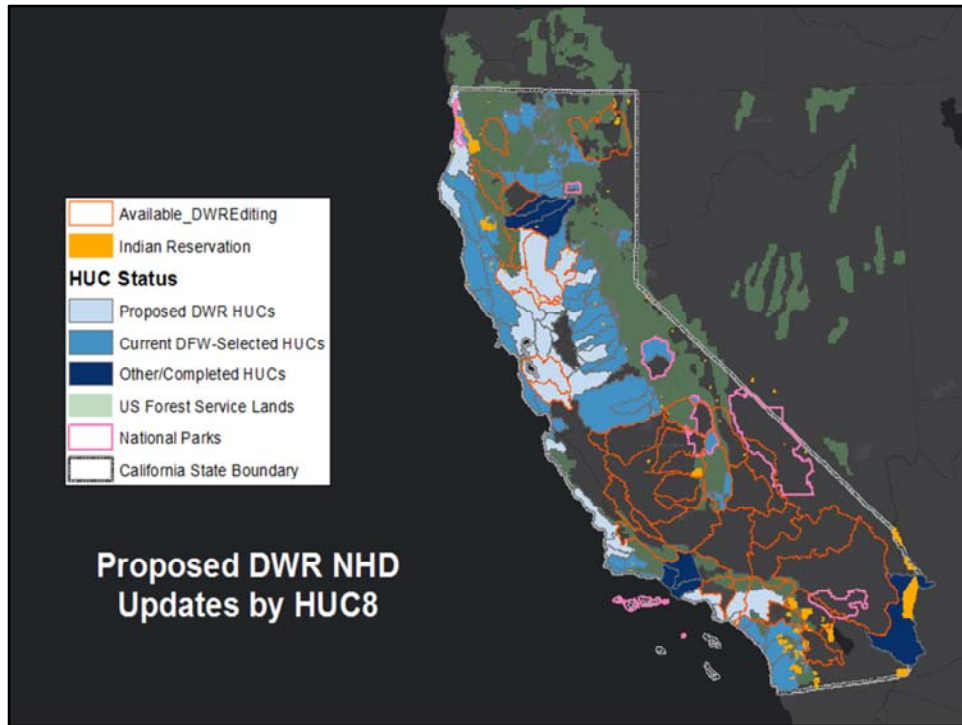 Available_DWREditing
Indian Reservation
HUC Status
Proposed DWR HUCs
Current DFW-Selected HUCs
Other/Completed HUCs
US Forest Service Lands
National Parks
California State Boundary
Proposed DWR NHD
Updates by HUC8